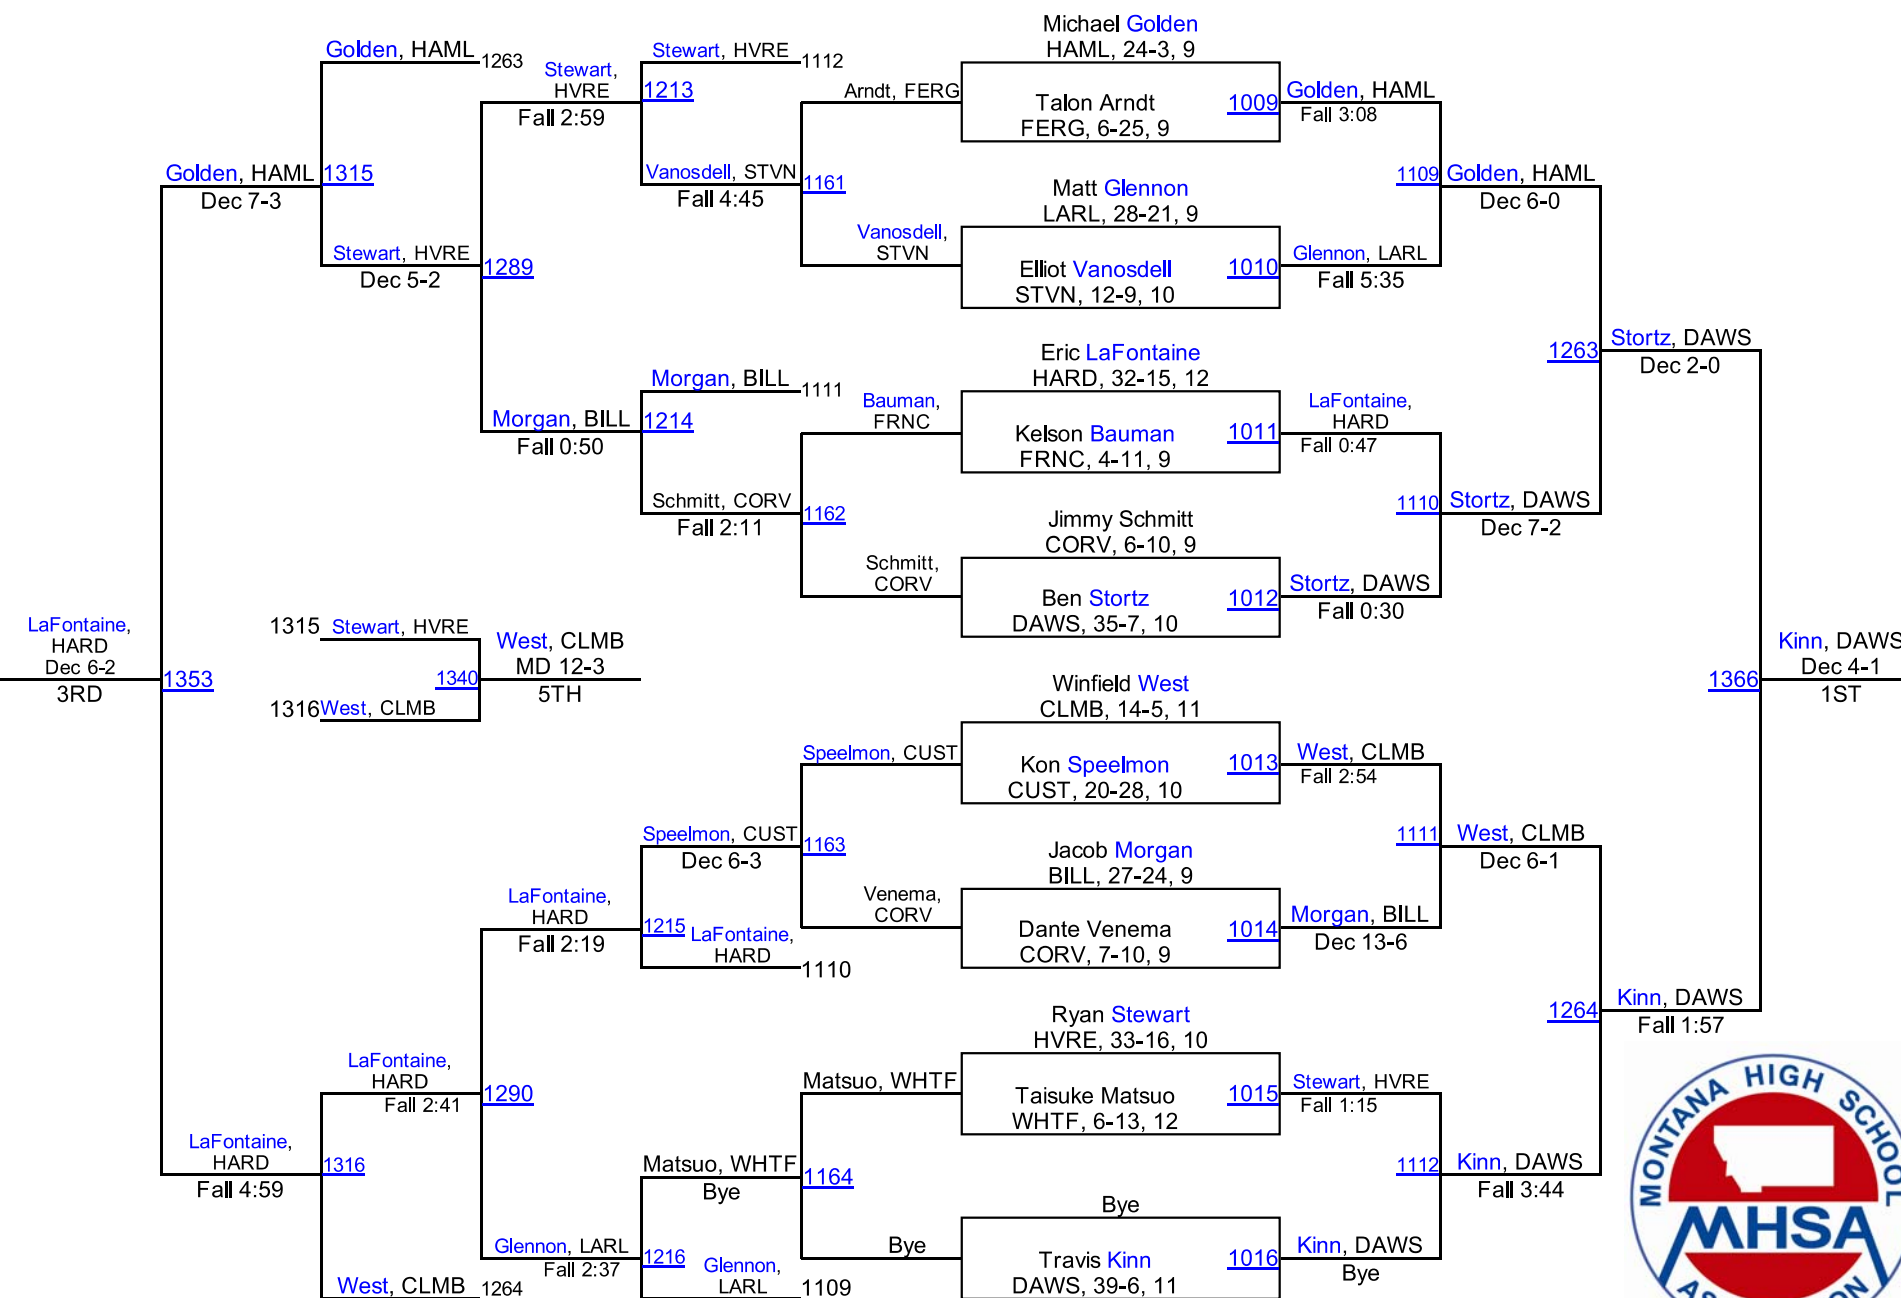 Michael Golden
HAML, 24-3, 9
Golden, HAML
1263
Stewart,
HVRE
1213
Fall 2:59
Stewart, HVRE
1112
Arndt, FERG
Talon Arndt
FERG, 6-25, 9
1009
Golden, HAML
Fall 3:08
Golden, HAML
Dec 7-3
1315
Vanosdell, STVN
Fall 4:45
1161
Matt Glennon
LARL, 28-21, 9
1109
Golden, HAML
Dec 6-0
Stewart, HVRE
Dec 5-2
1289
Vanosdell,
STVN
Elliot Vanosdell
STVN, 12-9, 10
1010
Glennon, LARL
Fall 5:35
Eric LaFontaine
HARD, 32-15, 12
1263
Stortz, DAWS
Dec 2-0
Morgan, BILL
1111
Morgan, BILL
Fall 0:50
1214
Bauman,
FRNC
Kelson Bauman
FRNC, 4-11, 9
1011
LaFontaine,
HARD
Fall 0:47
Schmitt, CORV
Fall 2:11
1162
Jimmy Schmitt
CORV, 6-10, 9
1110
Stortz, DAWS
Dec 7-2
Schmitt,
CORV
Ben Stortz
DAWS, 35-7, 10
1012
Stortz, DAWS
Fall 0:30
LaFontaine,
HARD
Dec 6-2
3RD
1353
1315
Stewart, HVRE
1316
West, CLMB
1340
West, CLMB
MD 12-3
5TH
Winfield West
CLMB, 14-5, 11
1366
Kinn, DAWS
Dec 4-1
1ST
Speelmon, CUST
Kon Speelmon
CUST, 20-28, 10
1013
West, CLMB
Fall 2:54
Speelmon, CUST
Dec 6-3
1163
Jacob Morgan
BILL, 27-24, 9
1111
West, CLMB
Dec 6-1
LaFontaine,
HARD
Fall 2:19
1215
LaFontaine,
HARD
1110
Venema,
CORV
Dante Venema
CORV, 7-10, 9
1014
Morgan, BILL
Dec 13-6
Ryan Stewart
HVRE, 33-16, 10
1264
Kinn, DAWS
Fall 1:57
LaFontaine,
HARD
Fall 2:41
1290
Matsuo, WHTF
Taisuke Matsuo
WHTF, 6-13, 12
1015
Stewart, HVRE
Fall 1:15
LaFontaine,
HARD
Fall 4:59
1316
Matsuo, WHTF
Bye
1164
Bye
1112
Kinn, DAWS
Fall 3:44
Glennon, LARL
Fall 2:37
1216
Glennon,
LARL
1109
Bye
Travis Kinn
DAWS, 39-6, 11
1016
Kinn, DAWS
Bye
West, CLMB
1264
MONTANA HIGH SCHOOL
MHSA